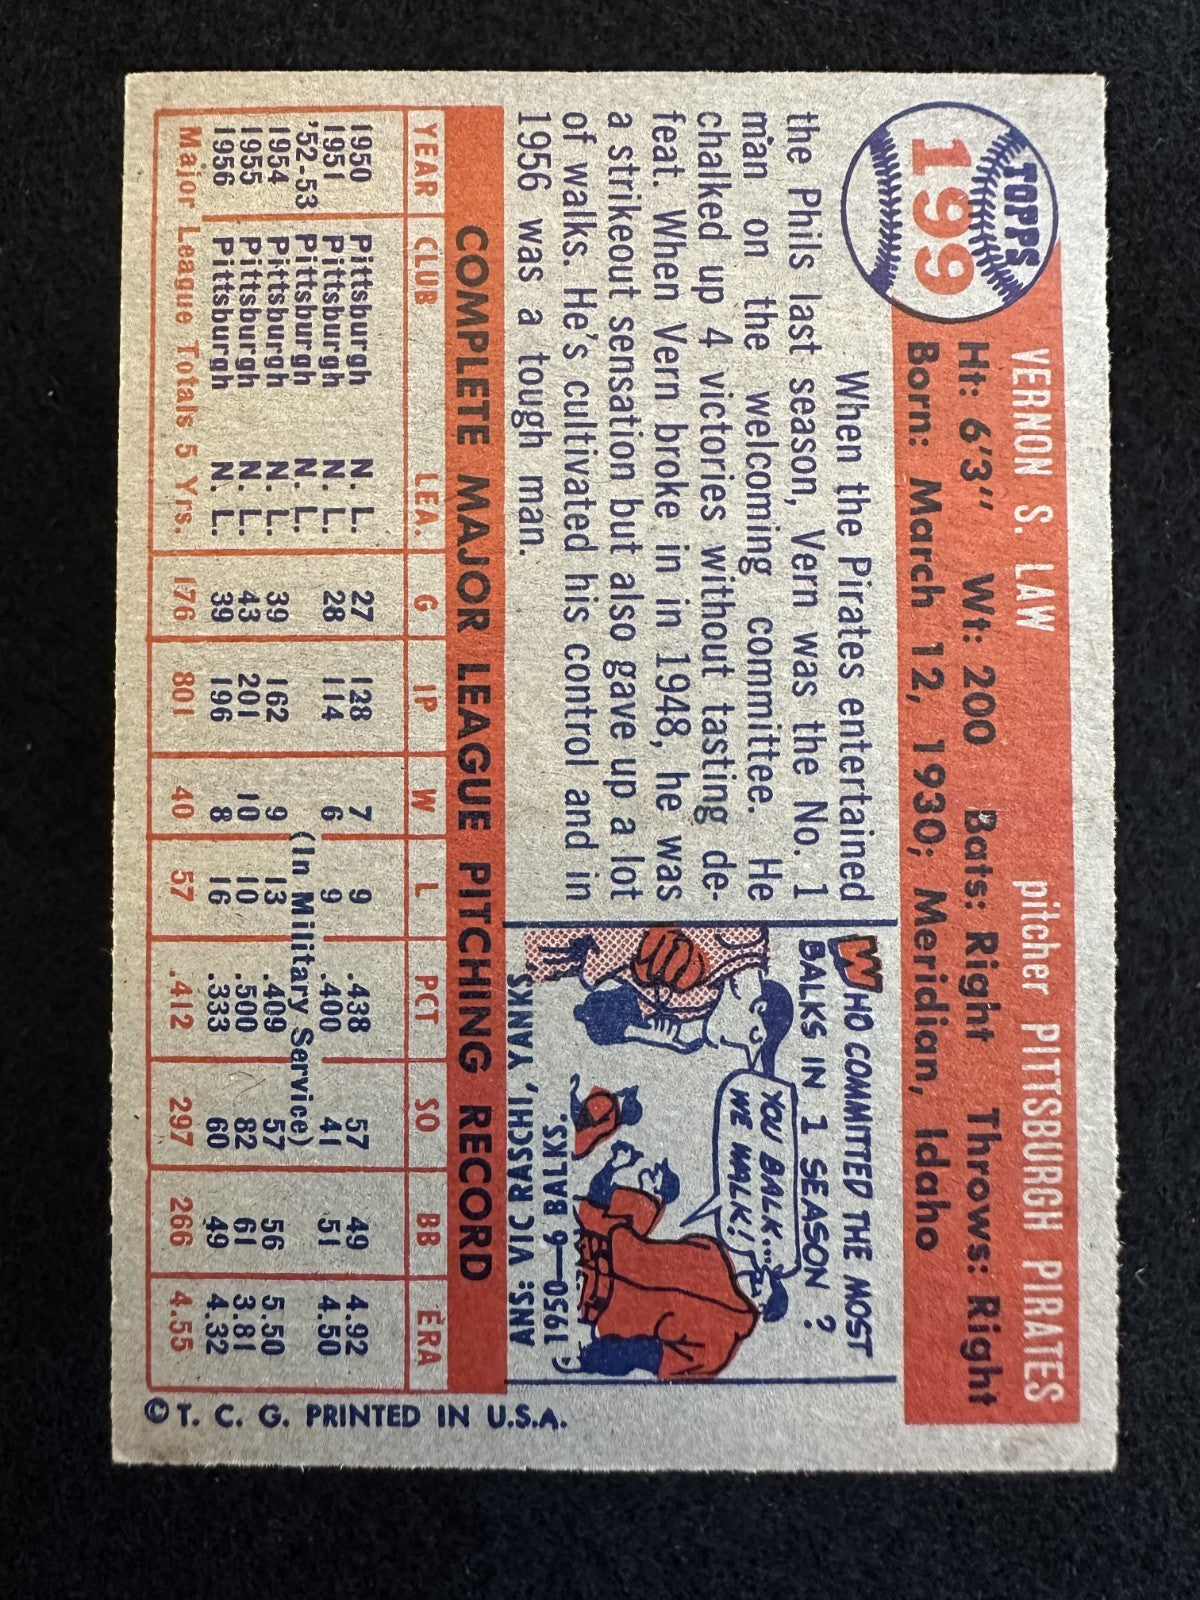 TOPPS
199
VERNON S. LAW pitcher PITTSBURGH PIRATES
Ht: 6'3" Wt: 200 Bats: Right Throws: Right
Born: March 12, 1930; Meridian, Idaho
When the Pirates entertained
the Phils last season, Vern was the No. 1
man on the welcoming committee. He
chalked up 4 victories without tasting de-
feat. When Vern broke in in 1948, he was
a strikeout sensation but also gave up a lot
of walks. He's cultivated his control and in
1956 was a tough man.
WHO COMMITTED THE MOST
BALKS IN 1 SEASON ?
YOU BALK...
WE WALK!
ANS: VIC RASCHI, YANKS
1950—6 BALKS.
COMPLETE MAJOR LEAGUE PITCHING RECORD
YEAR CLUB LEA. G IP W L PCT SO BB ERA
1950 Pittsburgh N. L. 27 128 7 9 .438 57 49 4.92
1951 Pittsburgh N. L. 28 114 6 9 .400 41 51 4.50
'52-53 Pittsburgh N. L. (In Military Service)
1954 Pittsburgh N. L. 39 162 9 13 .409 57 56 5.50
1955 Pittsburgh N. L. 43 201 10 10 .500 82 61 3.81
1956 Pittsburgh N. L. 39 196 8 16 .333 60 49 4.32
Major League Totals 5 Yrs. 176 801 40 57 .412 297 266 4.55
© T. C. G. PRINTED IN U.S.A.